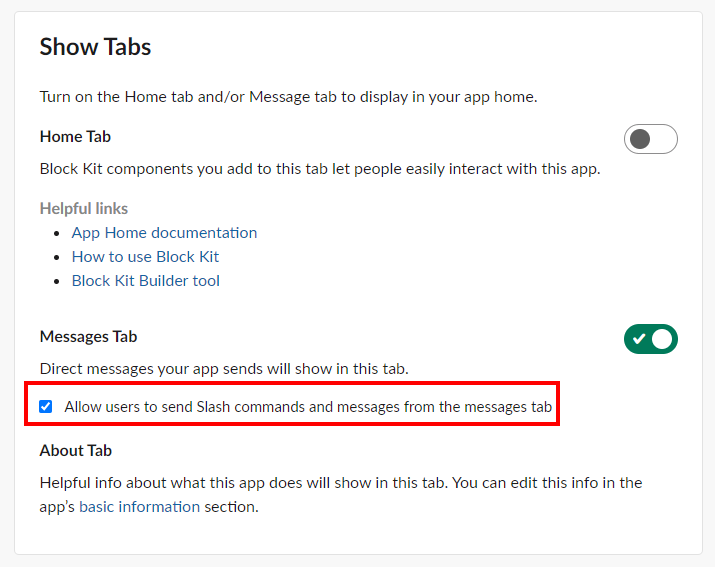 Show Tabs
Turn on the Home tab and/or Message tab to display in your app home.
Home Tab
Block Kit components you add to this tab let people easily interact with this app.
Helpful links
App Home documentation
How to use Block Kit
Block Kit Builder tool
Messages Tab
Direct messages your app sends will show in this tab.
Allow users to send Slash commands and messages from the messages tab
About Tab
Helpful info about what this app does will show in this tab. You can edit this info in the
app's basic information section.